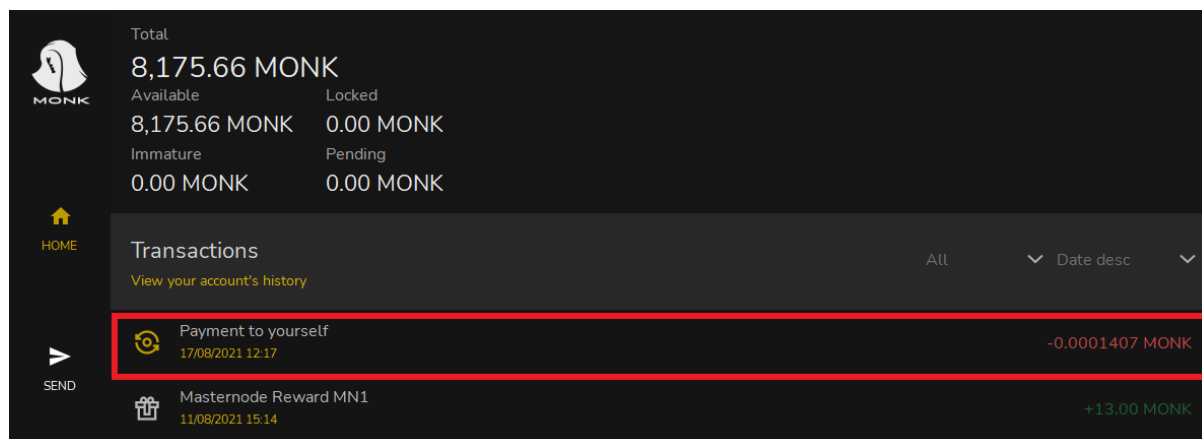 MONK
Total
8,175.66 MONK
Available Locked
8,175.66 MONK 0.00 MONK
Immature Pending
0.00 MONK 0.00 MONK
HOME
Transactions
View your account's history
All Date desc
Payment to yourself
17/08/2021 12:17
-0.0001407 MONK
SEND
Masternode Reward MN1
11/08/2021 15:14
+13.00 MONK